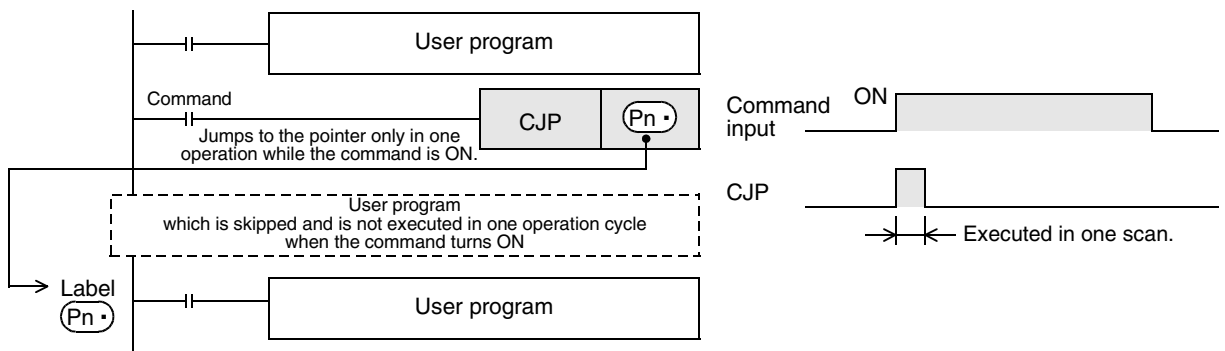 User program
Command
CJP
Pn •
Jumps to the pointer only in one
operation while the command is ON.
User program
which is skipped and is not executed in one operation cycle
when the command turns ON
Label
Pn •
User program
Command
input
ON
CJP
Executed in one scan.